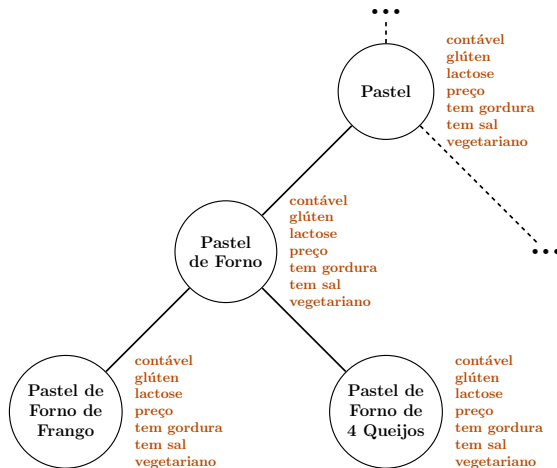 ...
Pastel
contável
glúten
lactose
preço
tem gordura
tem sal
vegetariano
...
Pastel
de Forno
contável
glúten
lactose
preço
tem gordura
tem sal
vegetariano
Pastel de
Forno de
Frango
contável
glúten
lactose
preço
tem gordura
tem sal
vegetariano
Pastel de
Forno de
4 Queijos
contável
glúten
lactose
preço
tem gordura
tem sal
vegetariano